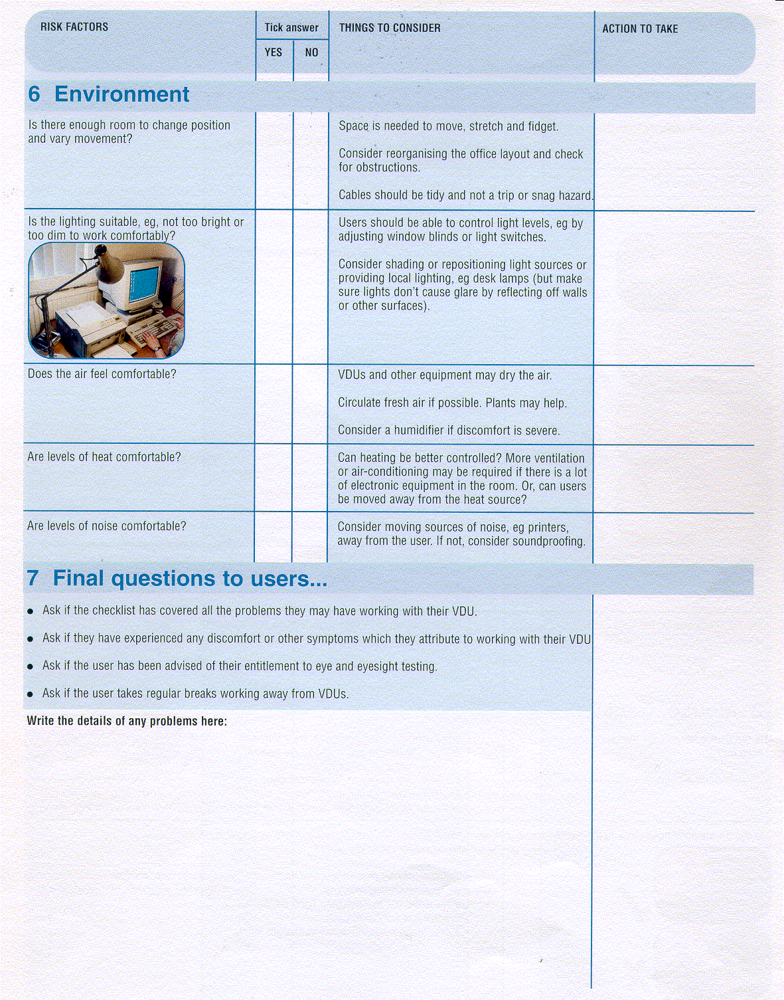 RISK FACTORS
Tick answer
YES NO
THINGS TO CONSIDER
ACTION TO TAKE
6 Environment
Is there enough room to change position
and vary movement?
Space is needed to move, stretch and fidget.
Consider reorganising the office layout and check
for obstructions.
Cables should be tidy and not a trip or snag hazard.
Is the lighting suitable, eg, not too bright or
too dim to work comfortably?
Users should be able to control light levels, eg by
adjusting window blinds or light switches.
Consider shading or repositioning light sources or
providing local lighting, eg desk lamps (but make
sure lights don't cause glare by reflecting off walls
or other surfaces).
Does the air feel comfortable?
VDUs and other equipment may dry the air.
Circulate fresh air if possible. Plants may help.
Consider a humidifier if discomfort is severe.
Are levels of heat comfortable?
Can heating be better controlled? More ventilation
or air-conditioning may be required if there is a lot
of electronic equipment in the room. Or, can users
be moved away from the heat source?
Are levels of noise comfortable?
Consider moving sources of noise, eg printers,
away from the user. If not, consider soundproofing.
7 Final questions to users...
● Ask if the checklist has covered all the problems they may have working with their VDU.
● Ask if they have experienced any discomfort or other symptoms which they attribute to working with their VDU
● Ask if the user has been advised of their entitlement to eye and eyesight testing.
● Ask if the user takes regular breaks working away from VDUs.
Write the details of any problems here: